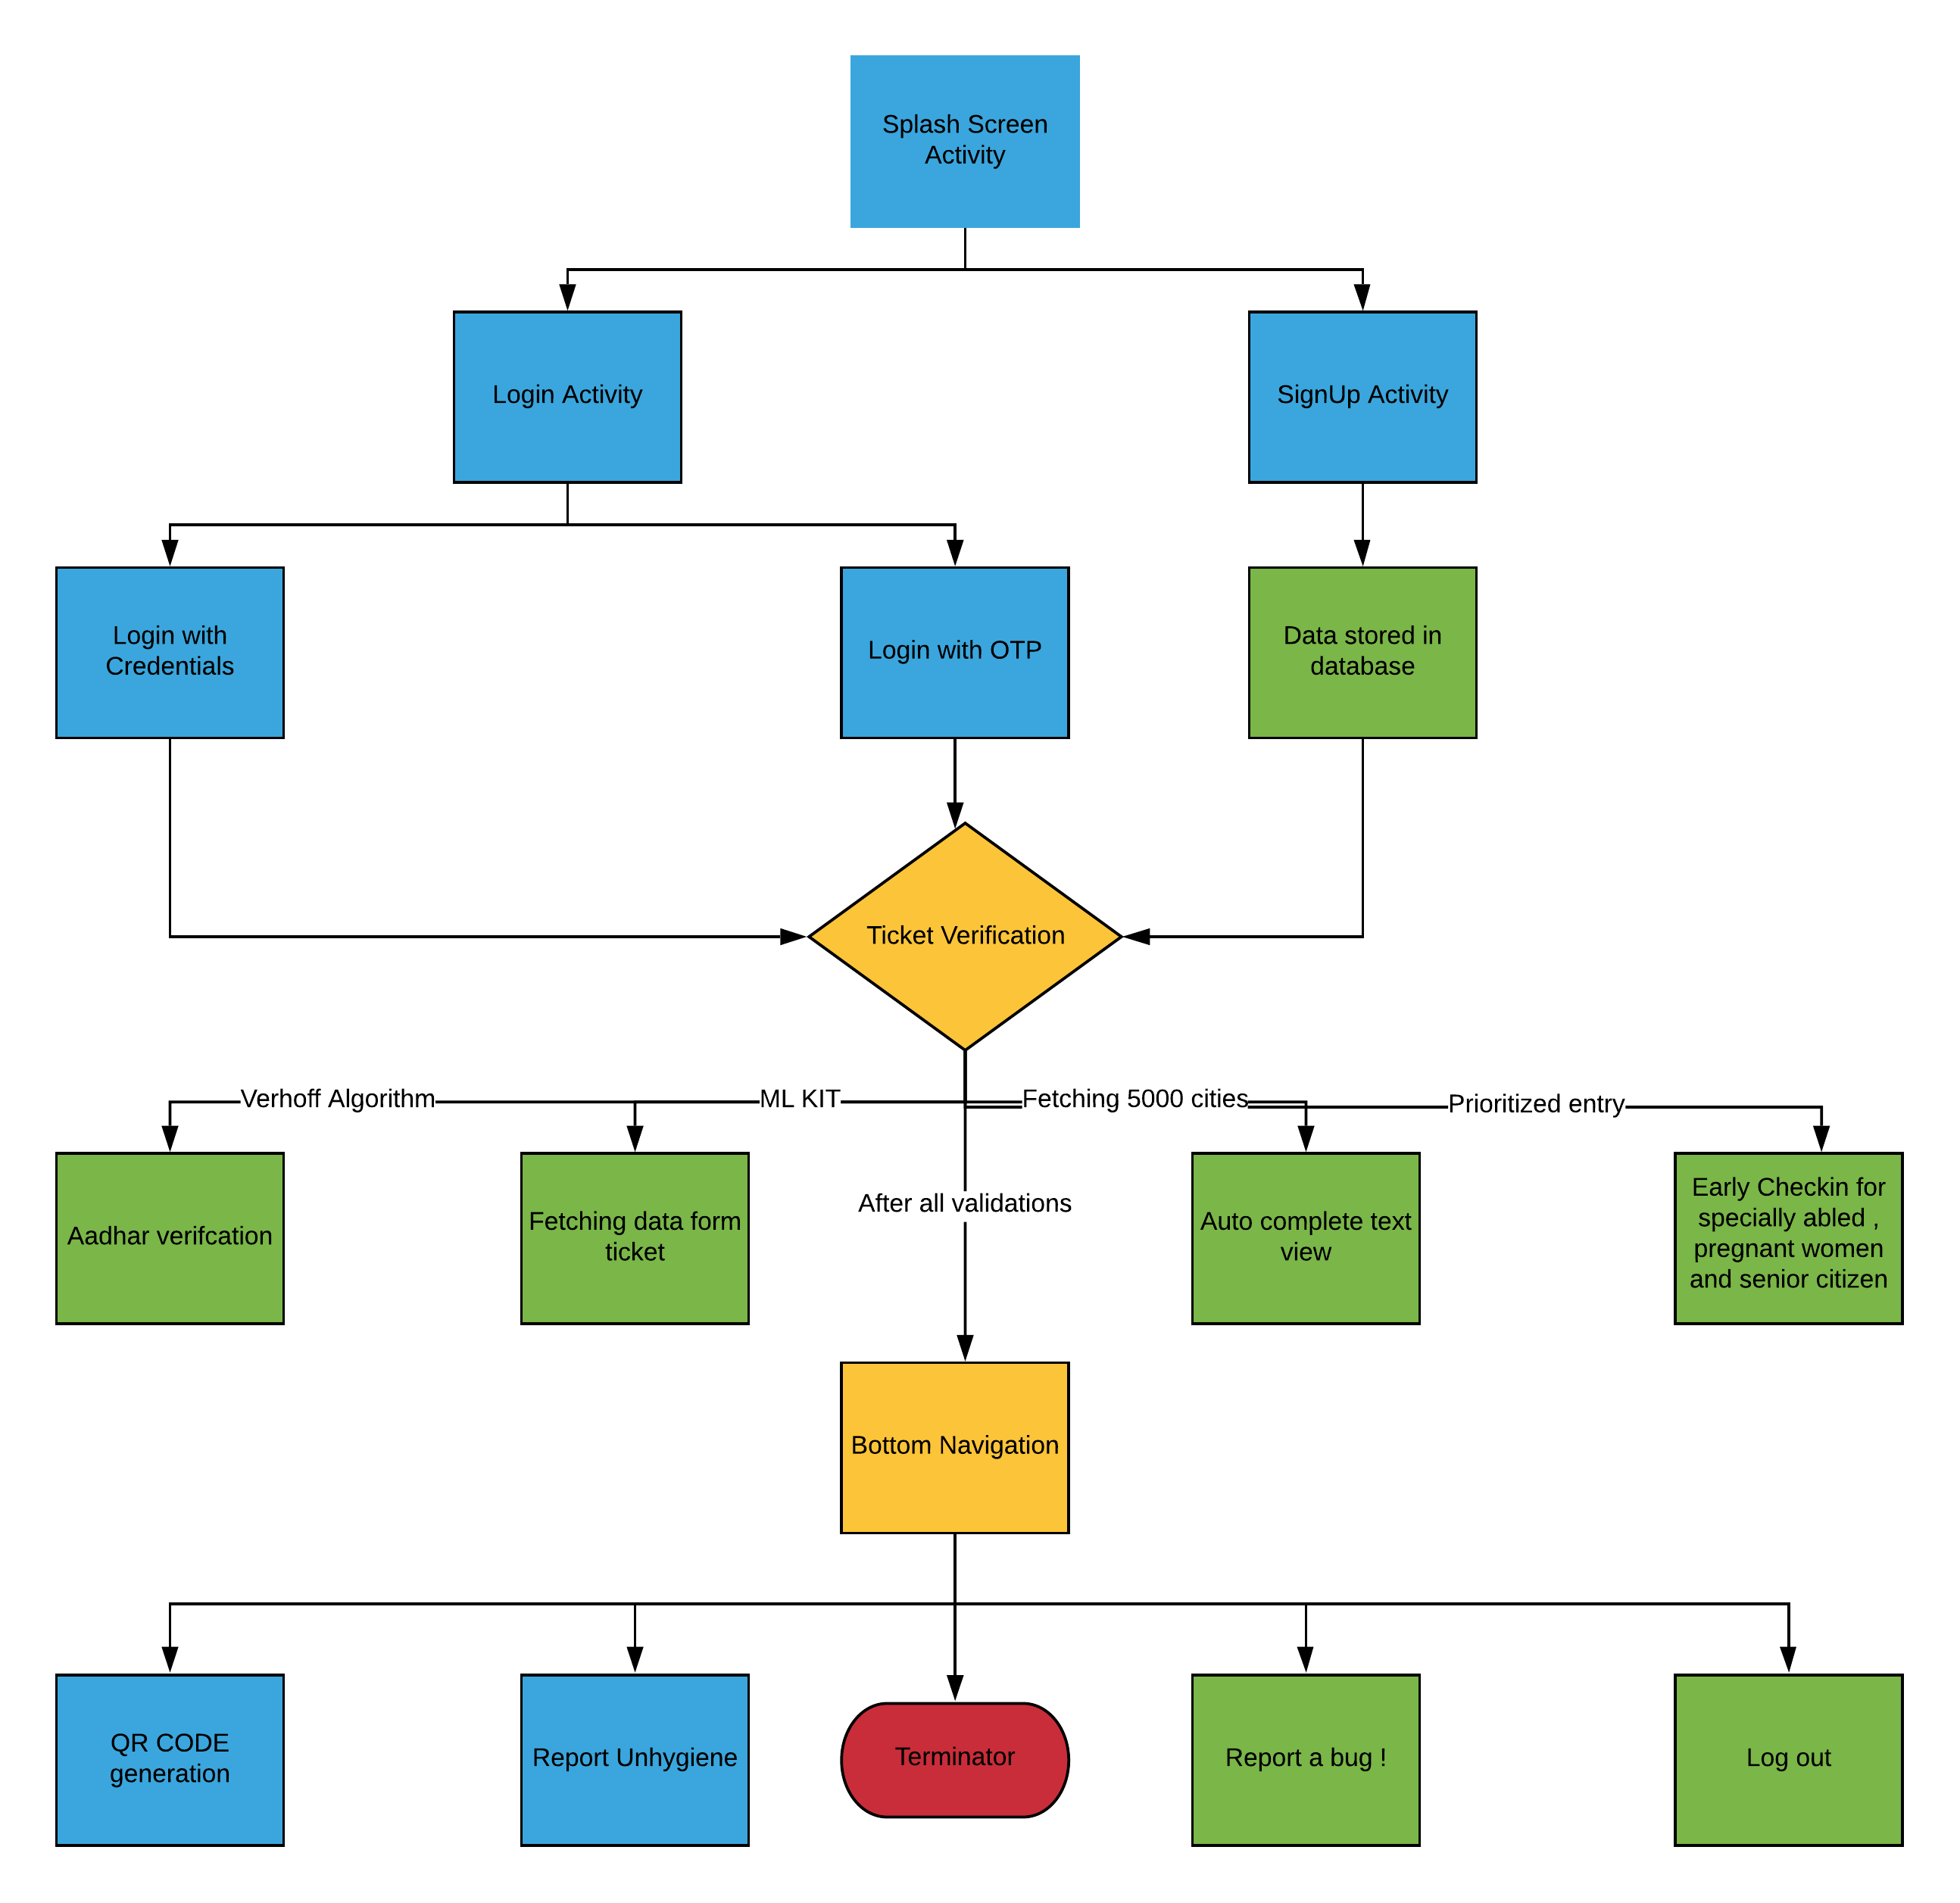 Splash Screen
Activity
Login Activity
SignUp Activity
Login with
Credentials
Login with OTP
Data stored in
database
Ticket Verification
Verhoff Algorithm
ML KIT
Fetching 5000 cities
Prioritized entry
Aadhar verifcation
Fetching data form
ticket
After all validations
Auto complete text
view
Early Checkin for
specially abled ,
pregnant women
and senior citizen
Bottom Navigation
QR CODE
generation
Report Unhygiene
Terminator
Report a bug !
Log out